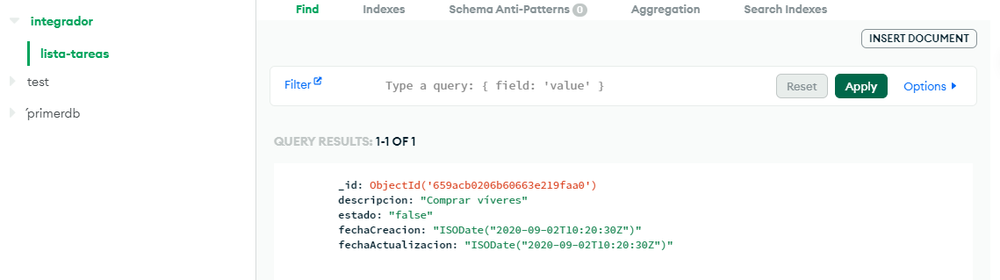 integrador
lista-tareas
test
´primerdb
Find Indexes Schema Anti-Patterns 0 Aggregation Search Indexes
INSERT DOCUMENT
Filter Type a query: { field: 'value' } Reset Apply Options
QUERY RESULTS: 1-1 OF 1
_id: ObjectId('659acb0206b60663e219faa0')
descripcion: "Comprar víveres"
estado: "false"
fechaCreacion: "ISODate("2020-09-02T10:20:30Z")"
fechaActualizacion: "ISODate("2020-09-02T10:20:30Z")"